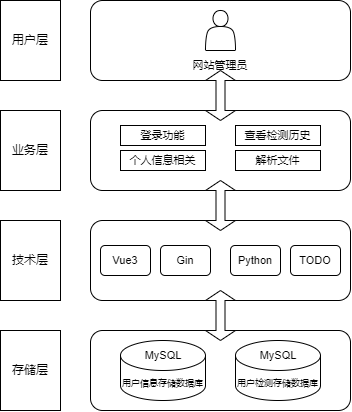 用户层
网站管理员
业务层
登录功能
查看检测历史
个人信息相关
解析文件
技术层
Vue3
Gin
Python
TODO
存储层
MySQL
用户信息存储数据库
MySQL
用户检测存储数据库